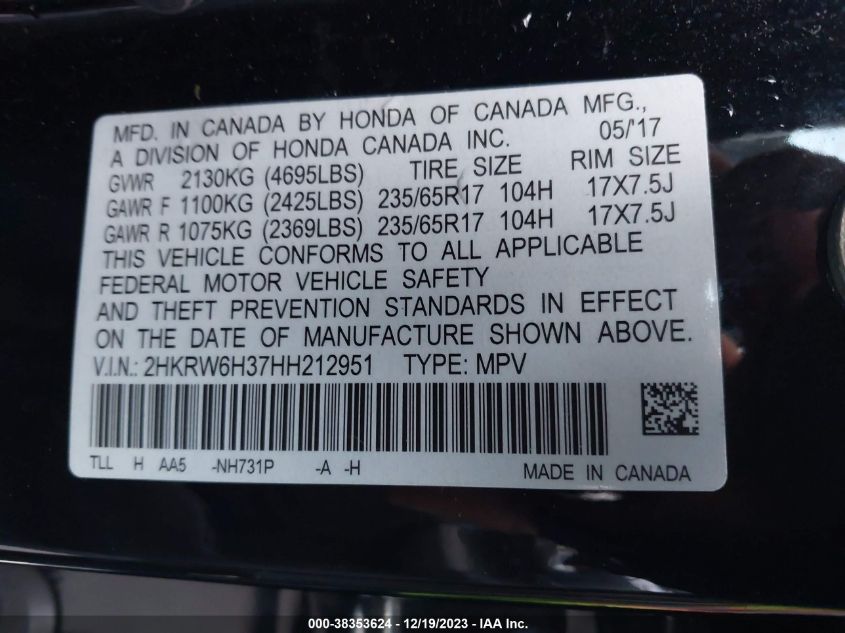 MFD. IN CANADA BY HONDA OF CANADA MFG.,
A DIVISION OF HONDA CANADA INC. 05/'17
GVWR 2130KG (4695LBS) TIRE SIZE RIM SIZE
GAWR F 1100KG (2425LBS) 235/65R17 104H 17X7.5J
GAWR R 1075KG (2369LBS) 235/65R17 104H 17X7.5J
THIS VEHICLE CONFORMS TO ALL APPLICABLE
FEDERAL MOTOR VEHICLE SAFETY
AND THEFT PREVENTION STANDARDS IN EFFECT
ON THE DATE OF MANUFACTURE SHOWN ABOVE.
V.I.N.: 2HKRW6H37HH212951 TYPE: MPV
TLL H AA5 -NH731P -A -H MADE IN CANADA
000-38353624 - 12/19/2023 - IAA Inc.